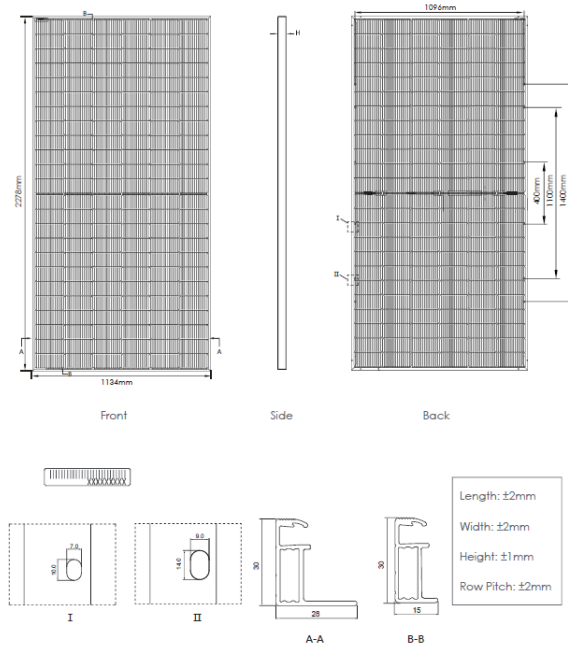 B
H
1096mm
2278mm
400mm
1100mm
1400mm
I
II
A
A
B
1134mm
Front
Side
Back
7.0
10.0
I
9.0
14.0
II
30
28
A-A
30
15
B-B
Length: ±2mm
Width: ±2mm
Height: ±1mm
Row Pitch: ±2mm